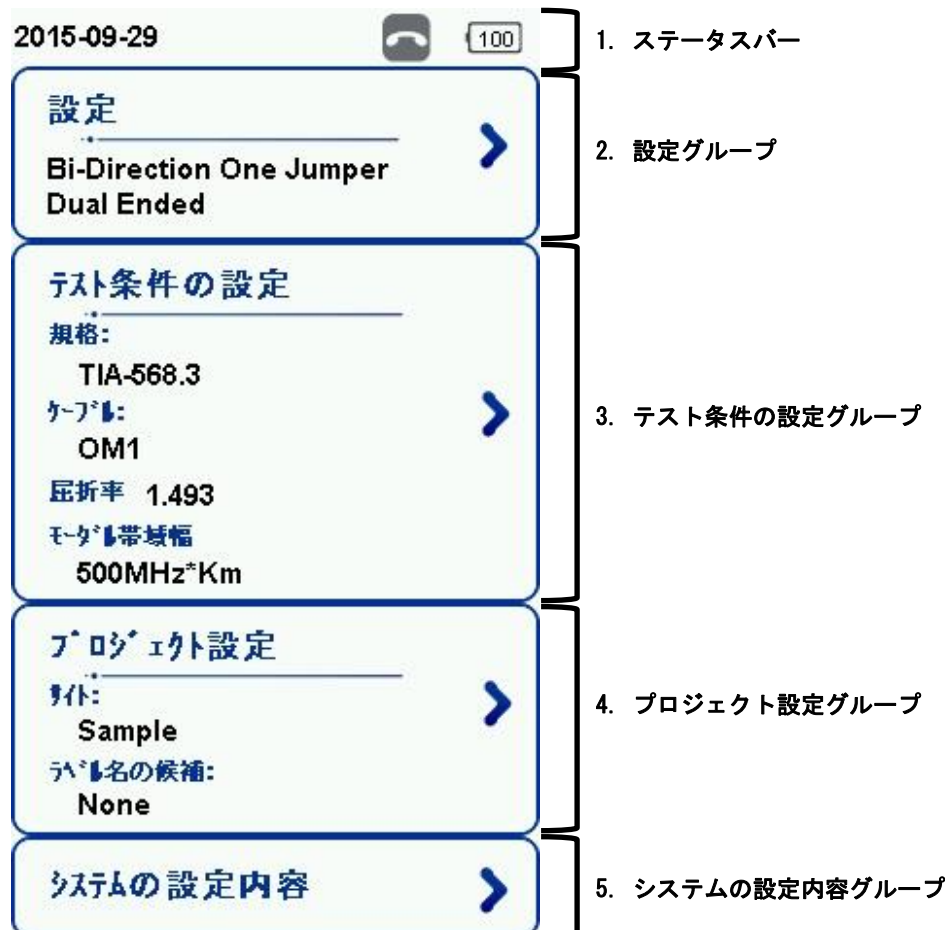 2015-09-29
100
1. ステータスバー
設定
Bi-Direction One Jumper
Dual Ended
2. 設定グループ
ﾃｽﾄ条件の設定
規格:
TIA-568.3
ｹｰﾌﾞﾙ:
OM1
屈折率 1.493
ﾓｰﾀﾞﾙ帯域幅
500MHz*Km
3. テスト条件の設定グループ
ﾌﾟﾛｼﾞｪｸﾄ設定
ｻｲﾄ:
Sample
ﾗﾍﾞﾙ名の候補:
None
4. プロジェクト設定グループ
ｼｽﾃﾑの設定内容
5. システムの設定内容グループ